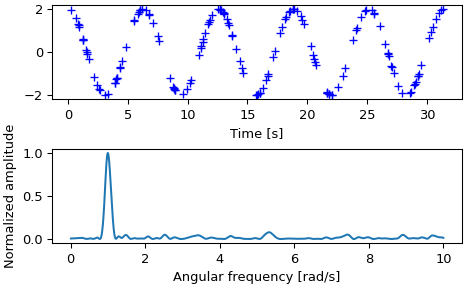 2
0
−2
0 5 10 15 20 25 30
Time [s]
Normalized amplitude
1.0
0.5
0.0
0 2 4 6 8 10
Angular frequency [rad/s]